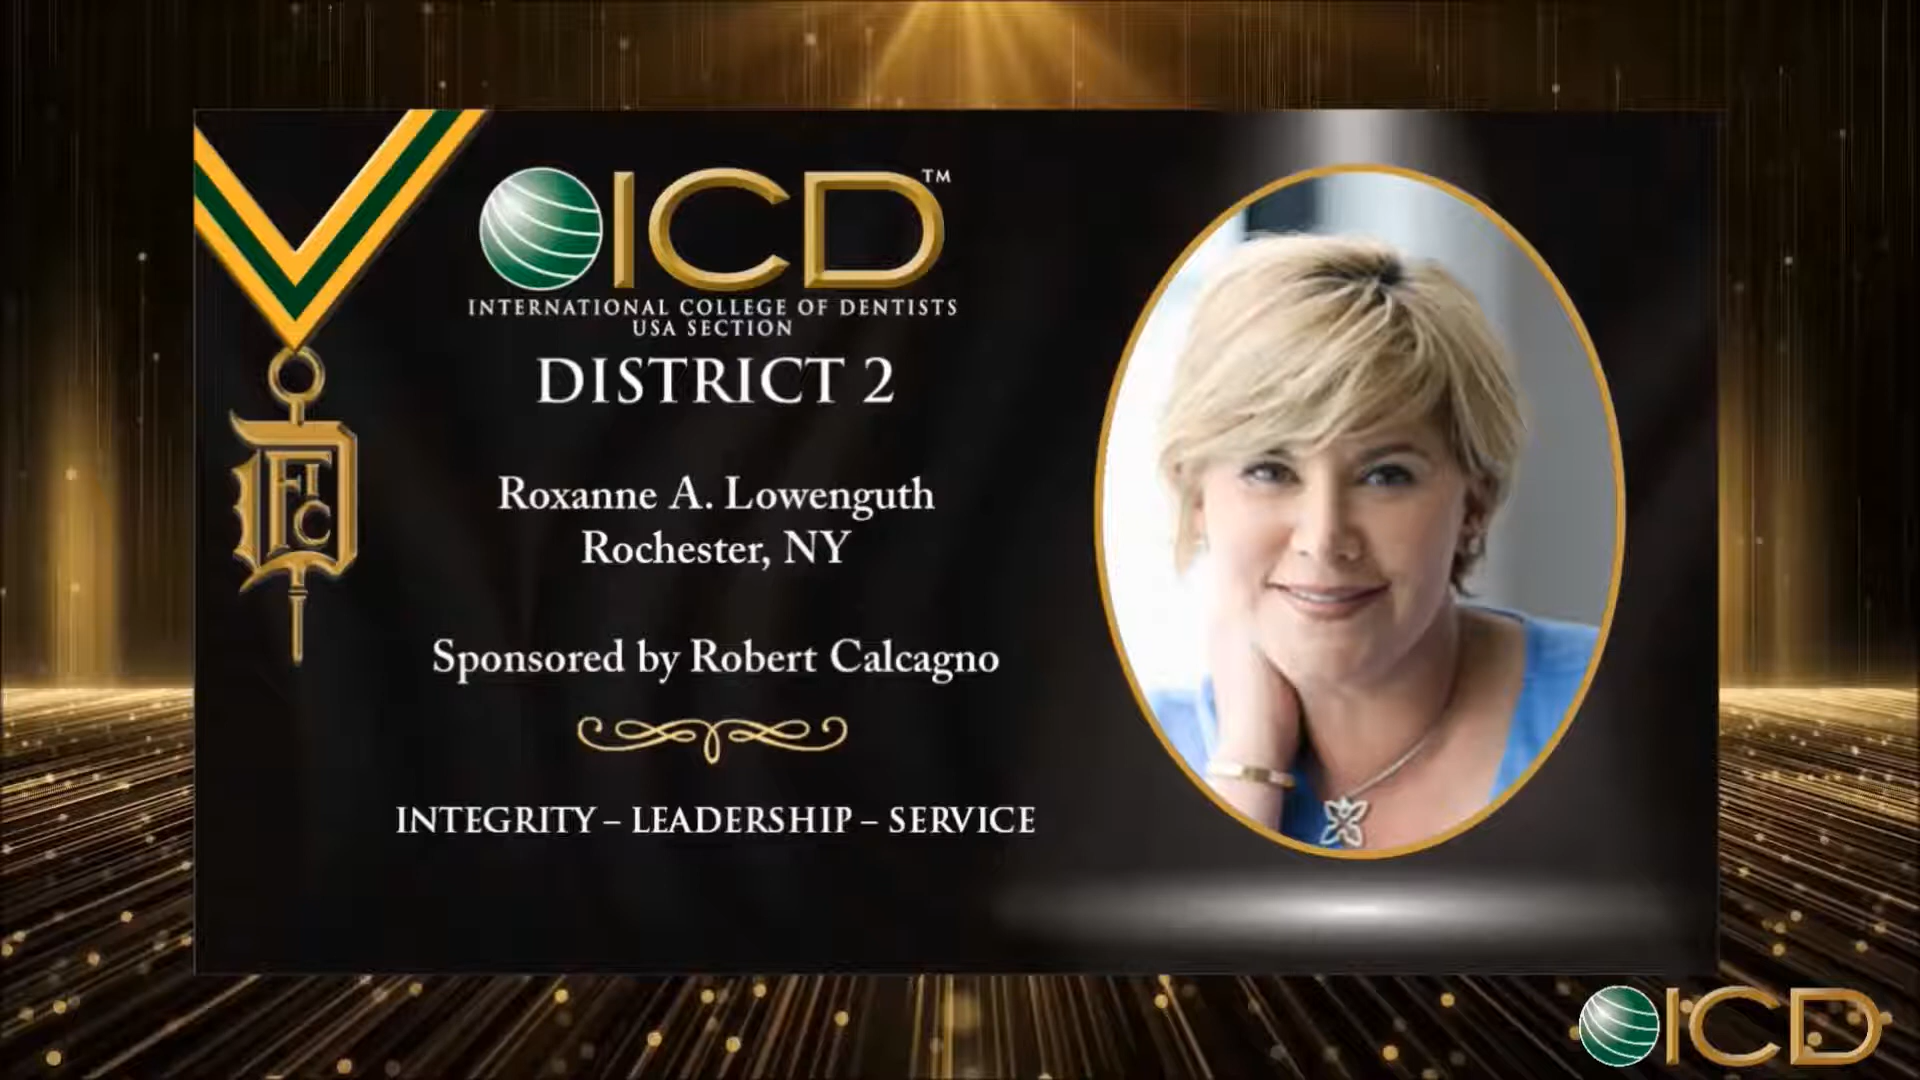 ICD™
INTERNATIONAL COLLEGE OF DENTISTS
USA SECTION
DISTRICT 2
Roxanne A. Lowenguth
Rochester, NY
Sponsored by Robert Calcagno
INTEGRITY – LEADERSHIP – SERVICE
DFICD
ICD